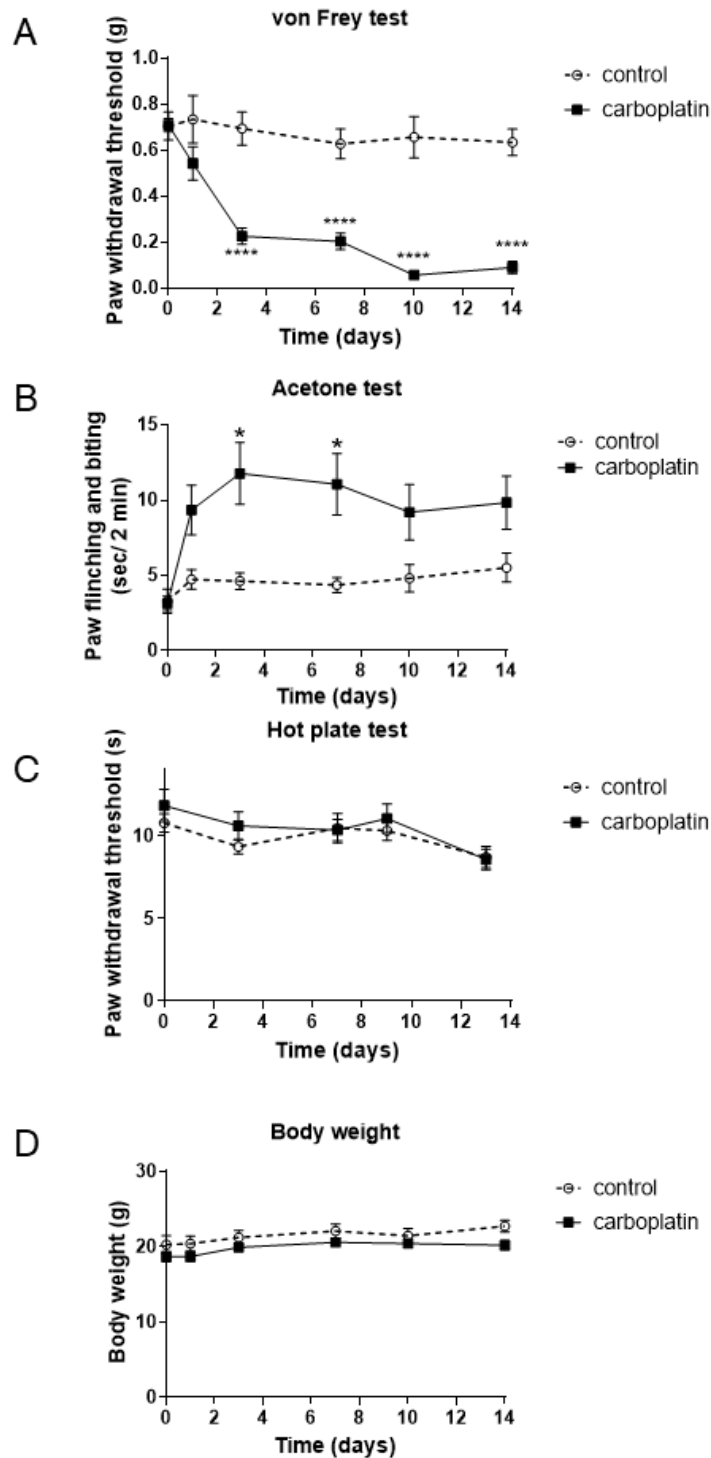 A
von Frey test
Paw withdrawal threshold (g)
0.8
0.6
0.4
0.2
0.0
****
****
****
****
0 2 4 6 8 10 12 14
Time (days)
control
carboplatin
B
Acetone test
Paw flinching and biting
(sec/ 2 min)
15
10
5
0
*
*
0 2 4 6 8 10 12 14
Time (days)
control
carboplatin
C
Hot plate test
Paw withdrawal threshold (s)
10
5
0
0 2 4 6 8 10 12 14
Time (days)
control
carboplatin
D
Body weight
Body weight (g)
30
20
10
0
0 2 4 6 8 10 12 14
Time (days)
control
carboplatin